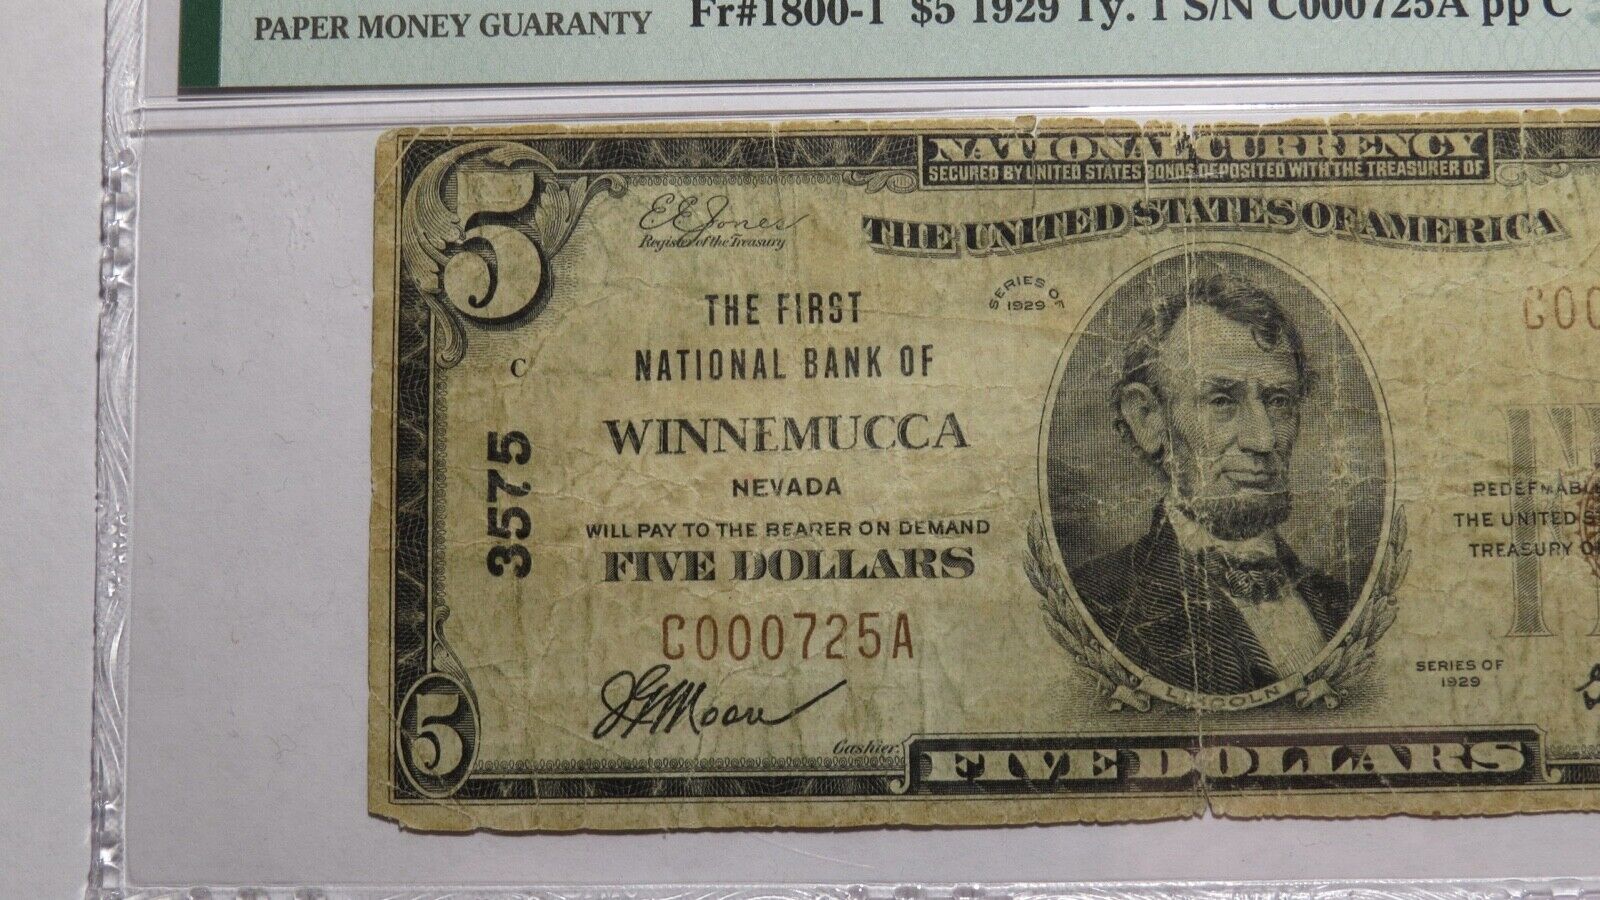 PAPER MONEY GUARANTY
Fr#1800-1 $5 1929 Ty. 1 S/N C000725A pp C
5
NATIONAL CURRENCY
SECURED BY UNITED STATES BONDS DEPOSITED WITH THE TREASURER OF
E.E. Jones
Register of the Treasury
THE UNITED STATES OF AMERICA
SERIES OF
1929
C00
THE FIRST
NATIONAL BANK OF
C
WINNEMUCCA
NEVADA
3575
WILL PAY TO THE BEARER ON DEMAND
FIVE DOLLARS
REDEEMABLE
THE UNITED S
TREASURY O
C000725A
SERIES OF
1929
LINCOLN
J G Moore
Cashier.
5
FIVE DOLLARS